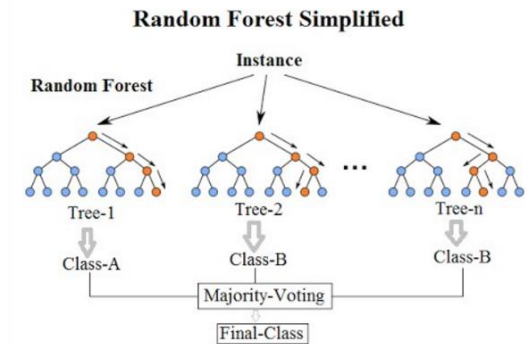 Random Forest Simplified
Instance
Random Forest
...
Tree-1
Tree-2
Tree-n
Class-A
Class-B
Class-B
Majority-Voting
Final-Class